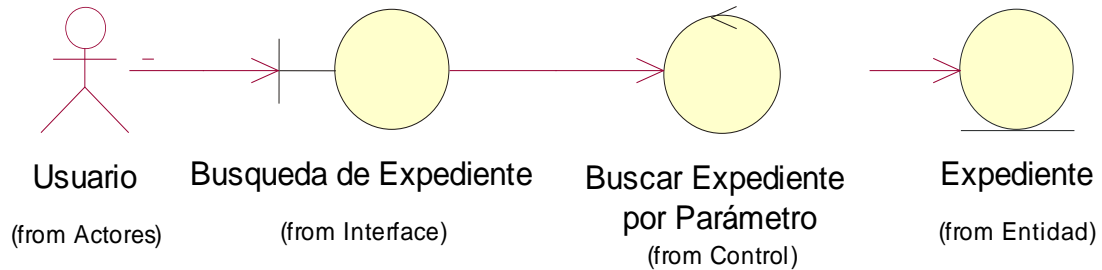 Usuario
(from Actores)
Busqueda de Expediente
(from Interface)
Buscar Expediente
por Parámetro
(from Control)
Expediente
(from Entidad)